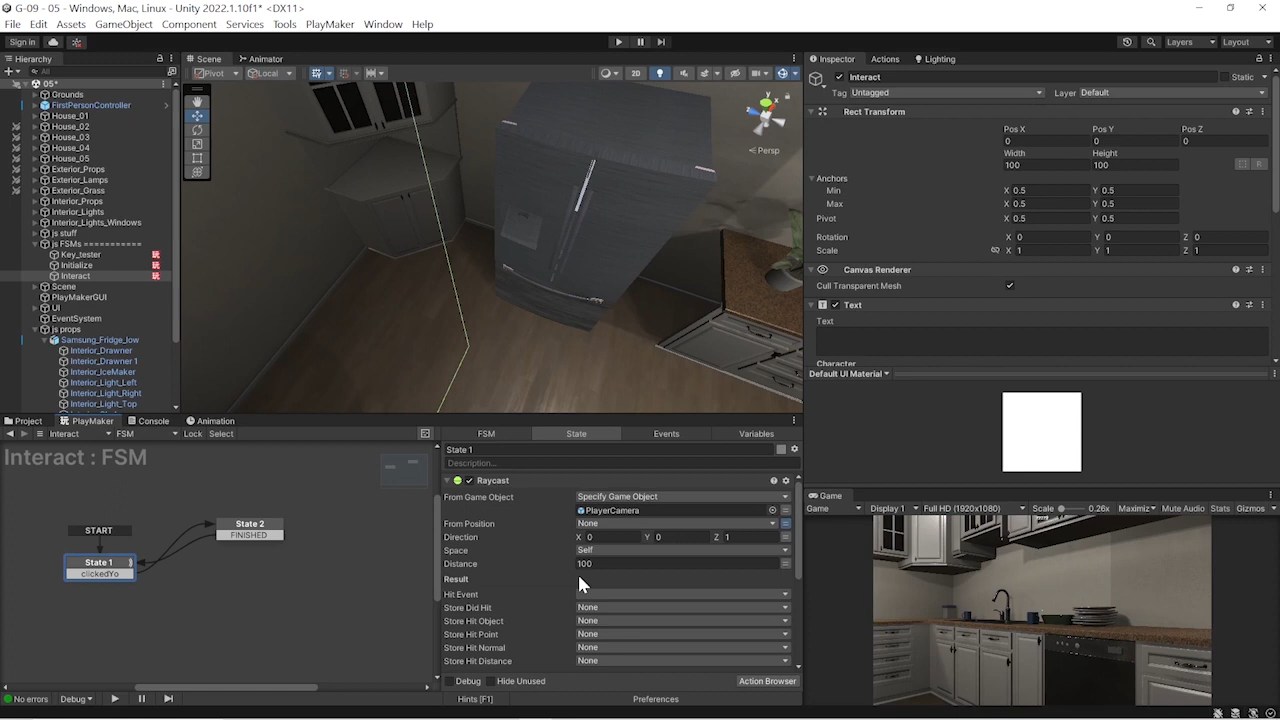 G-09 - 05 - Windows, Mac, Linux - Unity 2022.1.10f1* <DX11>
File Edit Assets GameObject Component Services Tools PlayMaker Window Help
Sign in Layers Layout
Hierarchy
Scene Animator
Inspector Actions Lighting
All
Pivot Local 2D
Interact Static
Tag Untagged Layer Default
05*
Grounds
FirstPersonController
House_01
House_02
House_03
House_04
House_05
Exterior_Props
Exterior_Lamps
Exterior_Grass
Interior_Props
Interior_Lights
Interior_Lights_Windows
js stuff
js FSMs ===========
Key_tester
Initialize
Interact
Scene
PlayMakerGUI
UI
EventSystem
js props
Samsung_Fridge_low
Interior_Drawner
Interior_Drawner 1
Interior_IceMaker
Interior_Light_Left
Interior_Light_Right
Interior_Light_Top
y
x
z
Persp
Rect Transform
Pos X Pos Y Pos Z
0 0 0
Width Height
100 100
R
Anchors
Min X 0.5 Y 0.5
Max X 0.5 Y 0.5
Pivot X 0.5 Y 0.5
Rotation X 0 Y 0 Z 0
Scale X 1 Y 1 Z 1
Canvas Renderer
Cull Transparent Mesh
Text
Text
Character
Default UI Material
Project PlayMaker Console Animation
Interact FSM Lock Select
Interact : FSM
START
State 1
clickedYo
State 2
FINISHED
FSM State Events Variables
State 1
Description...
Raycast
From Game Object Specify Game Object
PlayerCamera
From Position None
Direction X 0 Y 0 Z 1
Space Self
Distance 100
Result
Hit Event
Store Did Hit None
Store Hit Object None
Store Hit Point None
Store Hit Normal None
Store Hit Distance None
Debug Hide Unused Action Browser
No errors Debug
Hints [F1] Preferences
Game
Game Display 1 Full HD (1920x1080) Scale 0.26x Maximiz Mute Audio Stats Gizmos